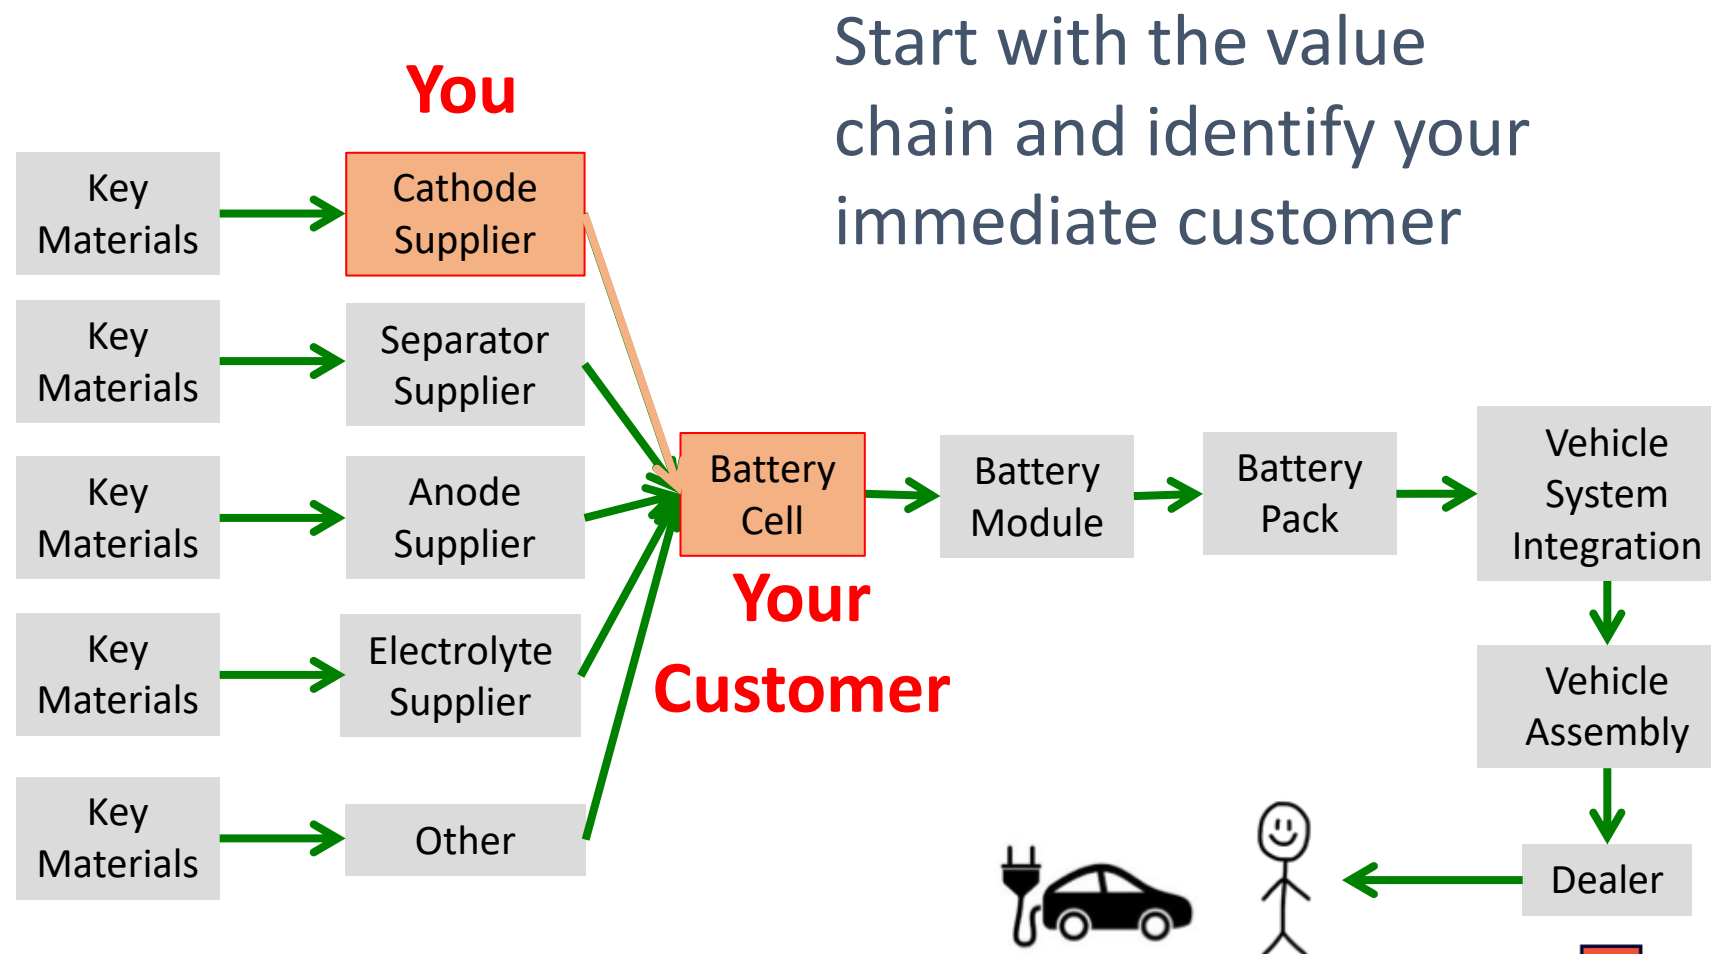 Start with the value
chain and identify your
immediate customer
You
Key
Materials
Cathode
Supplier
Key
Materials
Separator
Supplier
Key
Materials
Anode
Supplier
Key
Materials
Electrolyte
Supplier
Key
Materials
Other
Battery
Cell
Your
Customer
Battery
Module
Battery
Pack
Vehicle
System
Integration
Vehicle
Assembly
Dealer